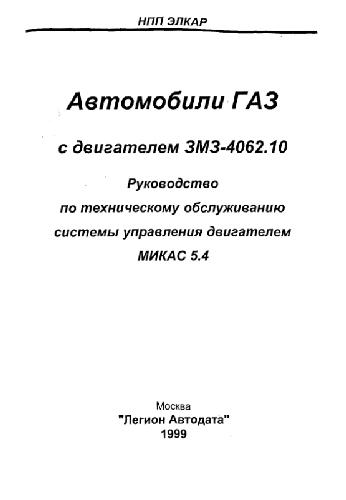 НПП ЭЛКАР
Автомобили ГАЗ
с двигателем ЗМЗ-4062.10
Руководство
по техническому обслуживанию
системы управления двигателем
МИКАС 5.4
Москва
"Легион Автодата"
1999